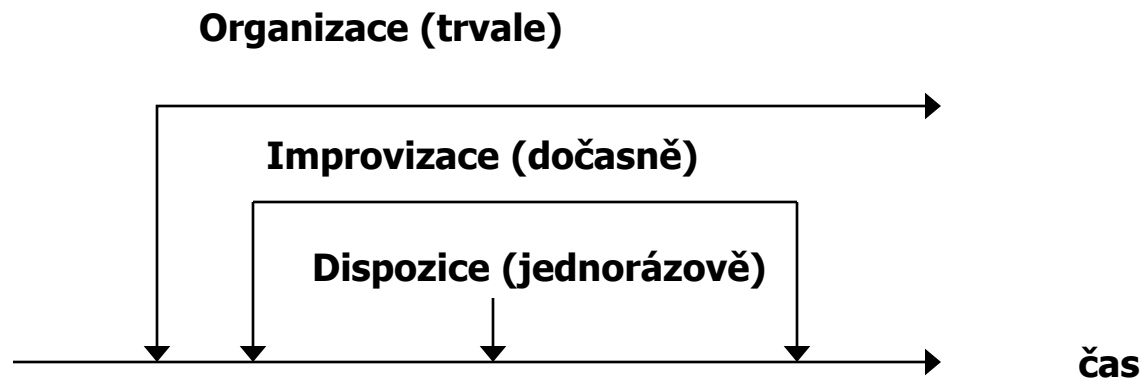 Organizace (trvale)
Improvizace (dočasně)
Dispozice (jednorázově)
čas